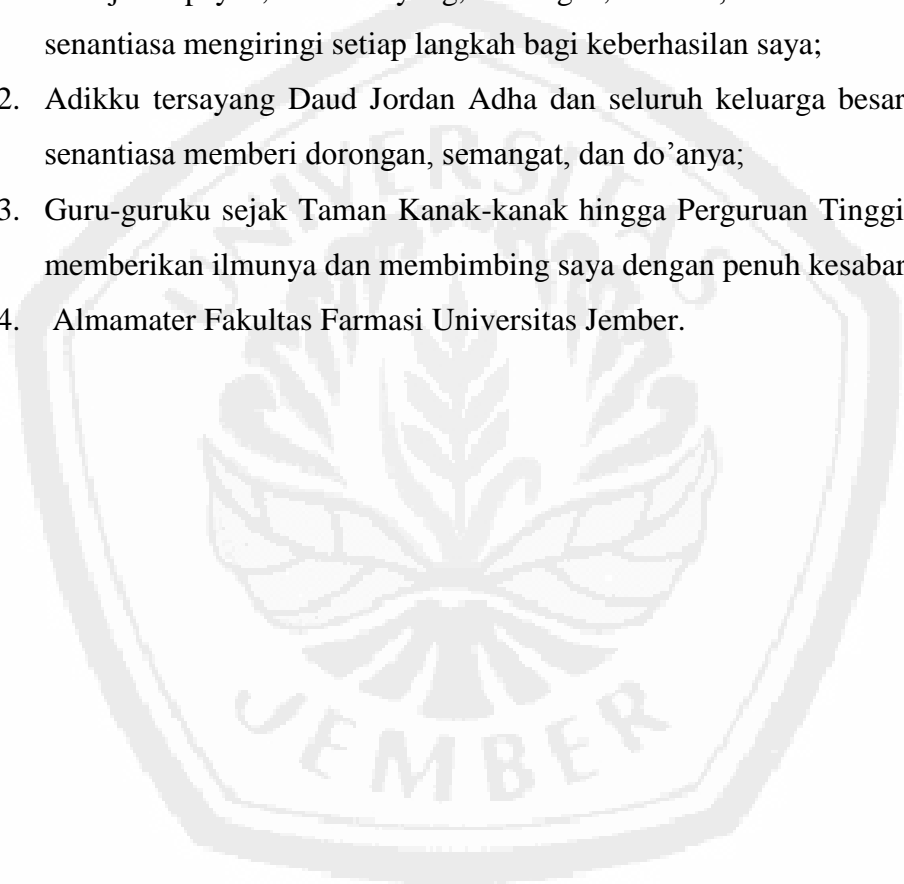 senantiasa mengiringi setiap langkah bagi keberhasilan saya;
2. Adikku tersayang Daud Jordan Adha dan seluruh keluarga besar
senantiasa memberi dorongan, semangat, dan do’anya;
3. Guru-guruku sejak Taman Kanak-kanak hingga Perguruan Tinggi
memberikan ilmunya dan membimbing saya dengan penuh kesabar
4. Almamater Fakultas Farmasi Universitas Jember.
UNIVERSITAS
JEMBER